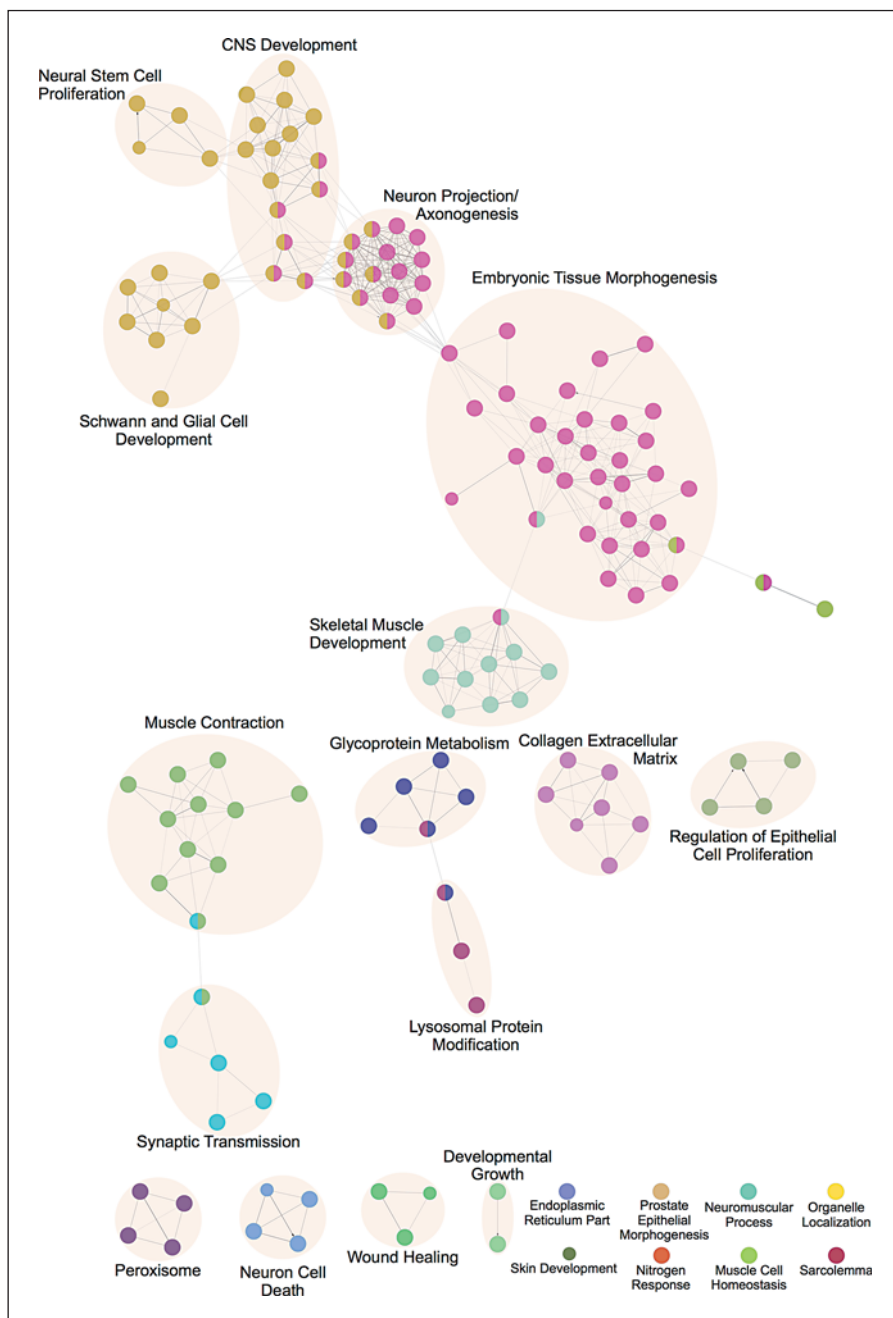 CNS Development
Neural Stem Cell
Proliferation
Neuron Projection/
Axonogenesis
Embryonic Tissue Morphogenesis
Schwann and Glial Cell
Development
Skeletal Muscle
Development
Muscle Contraction
Glycoprotein Metabolism
Collagen Extracellular
Matrix
Regulation of Epithelial
Cell Proliferation
Lysosomal Protein
Modification
Synaptic Transmission
Developmental
Growth
Endoplasmic
Reticulum Part
Prostate
Epithelial
Morphogenesis
Neuromuscular
Process
Organelle
Localization
Peroxisome
Neuron Cell
Death
Wound Healing
Skin Development
Nitrogen
Response
Muscle Cell
Homeostasis
Sarcolemma